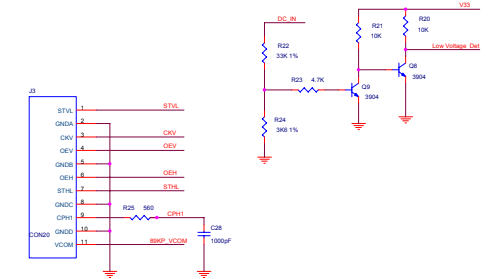 V33
DC_IN
R21
10K
R20
10K
Low Voltage_Det
R22
33K 1%
Q8
3904
R23 4.7K
Q9
3904
R24
3K6 1%
J3
STVL 1 STVL
GNDA 2
CKV 3 CKV
OEV 4 OEV
GNDB 5
OEH 6 OEH
STHL 7 STHL
GNDC 8
R25 560
CPH1 9 CPH1
C28
1000pF
GNDD 10
CON20
VCOM 11 89KP_VCOM